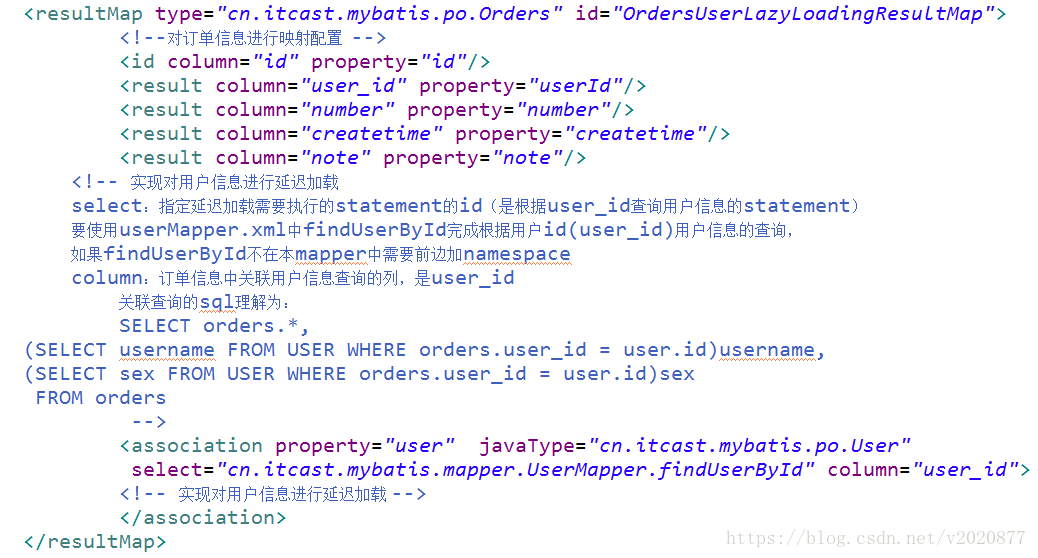 <resultMap type="cn.itcast.mybatis.po.Orders" id="OrdersUserLazyLoadingResultMap">
<!--对订单信息进行映射配置 -->
<id column="id" property="id"/>
<result column="user_id" property="userId"/>
<result column="number" property="number"/>
<result column="createtime" property="createtime"/>
<result column="note" property="note"/>
<!-- 实现对用户信息进行延迟加载
select：指定延迟加载需要执行的statement的id（是根据user_id查询用户信息的statement）
要使用userMapper.xml中findUserById完成根据用户id(user_id)用户信息的查询，
如果findUserById不在本mapper中需要前边加namespace
column：订单信息中关联用户信息查询的列，是user_id
关联查询的sql理解为：
SELECT orders.*,
(SELECT username FROM USER WHERE orders.user_id = user.id)username,
(SELECT sex FROM USER WHERE orders.user_id = user.id)sex
FROM orders
-->
<association property="user"  javaType="cn.itcast.mybatis.po.User"
select="cn.itcast.mybatis.mapper.UserMapper.findUserById" column="user_id">
<!-- 实现对用户信息进行延迟加载 -->
</association>
</resultMap>
https://blog.csdn.net/v2020877